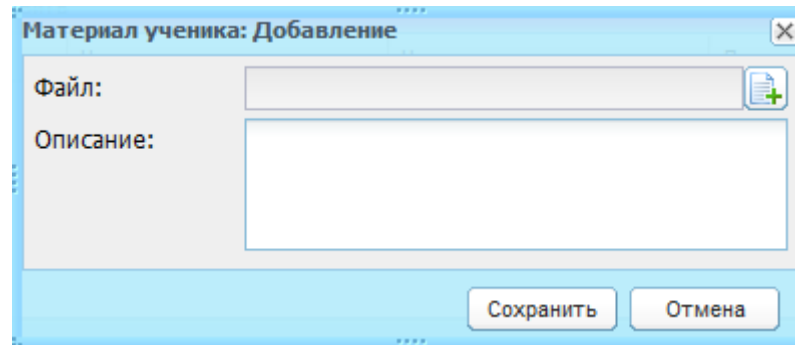 Материал ученика: Добавление
Файл:
Описание:
Сохранить Отмена